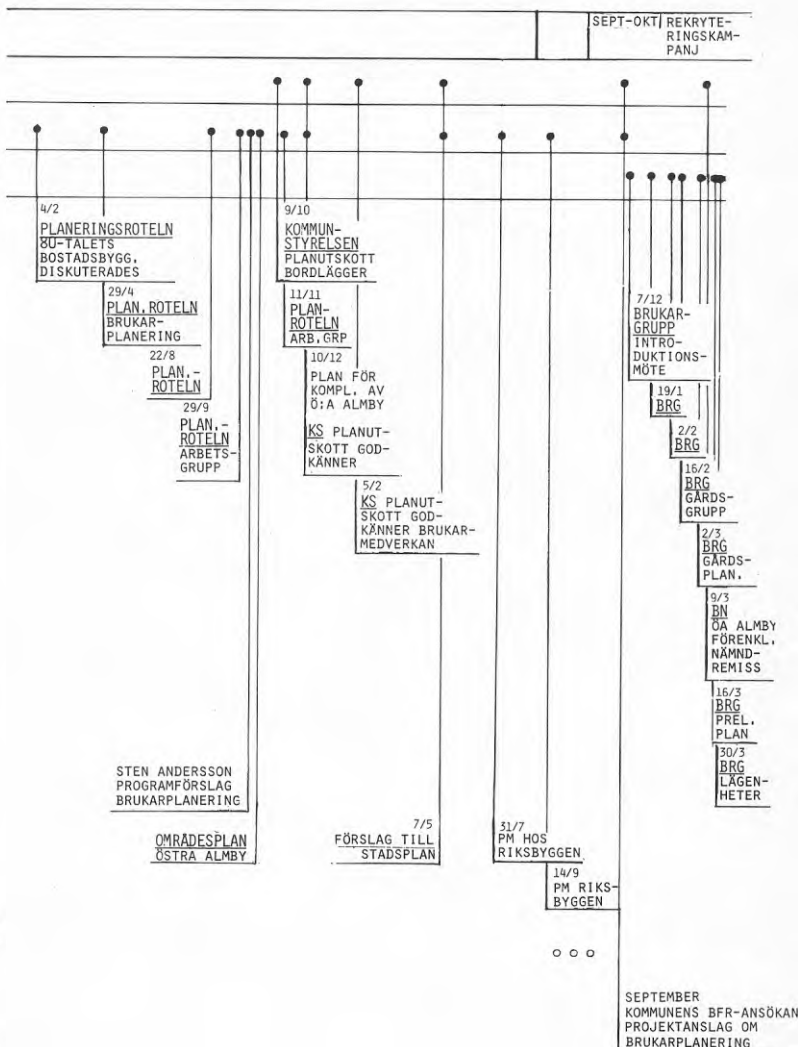 SEPT-OKT REKRYTE-
RINGSKAM-
PANJ
4/2
PLANERINGSROTELN
80-TALETS
BOSTADSBYGG.
DISKUTERADES
29/4
PLAN.ROTELN
BRUKAR-
PLANERING
22/8
PLAN.-
ROTELN
29/9
PLAN.-
ROTELN
ARBETS-
GRUPP
STEN ANDERSSON
PROGRAMFÖRSLAG
BRUKARPLANERING
OMRÅDESPLAN
ÖSTRA ALMBY
9/10
KOMMUN-
STYRELSEN
PLANUTSKOTT
BORDLÄGGER
11/11
PLAN-
ROTELN
ARB.GRP
10/12
PLAN FÖR
KOMPL. AV
Ö:A ALMBY
KS PLANUT-
SKOTT GOD-
KÄNNER
5/2
KS PLANUT-
SKOTT GOD-
KÄNNER BRUKAR-
MEDVERKAN
7/5
FÖRSLAG TILL
STADSPLAN
31/7
PM HOS
RIKSBYGGEN
14/9
PM RIKS-
BYGGEN
o o o
SEPTEMBER
KOMMUNENS BFR-ANSÖKAN
PROJEKTANSLAG OM
BRUKARPLANERING
7/12
BRUKAR-
GRUPP
INTRO-
DUKTIONS-
MÖTE
19/1
BRG
2/2
BRG
16/2
BRG
GÅRDS-
GRUPP
2/3
BRG
GÅRDS-
PLAN.
9/3
BN
ÖA ALMBY
FÖRENKL.
NÄMND-
REMISS
16/3
BRG
PREL.
PLAN
30/3
BRG
LÄGEN-
HETER